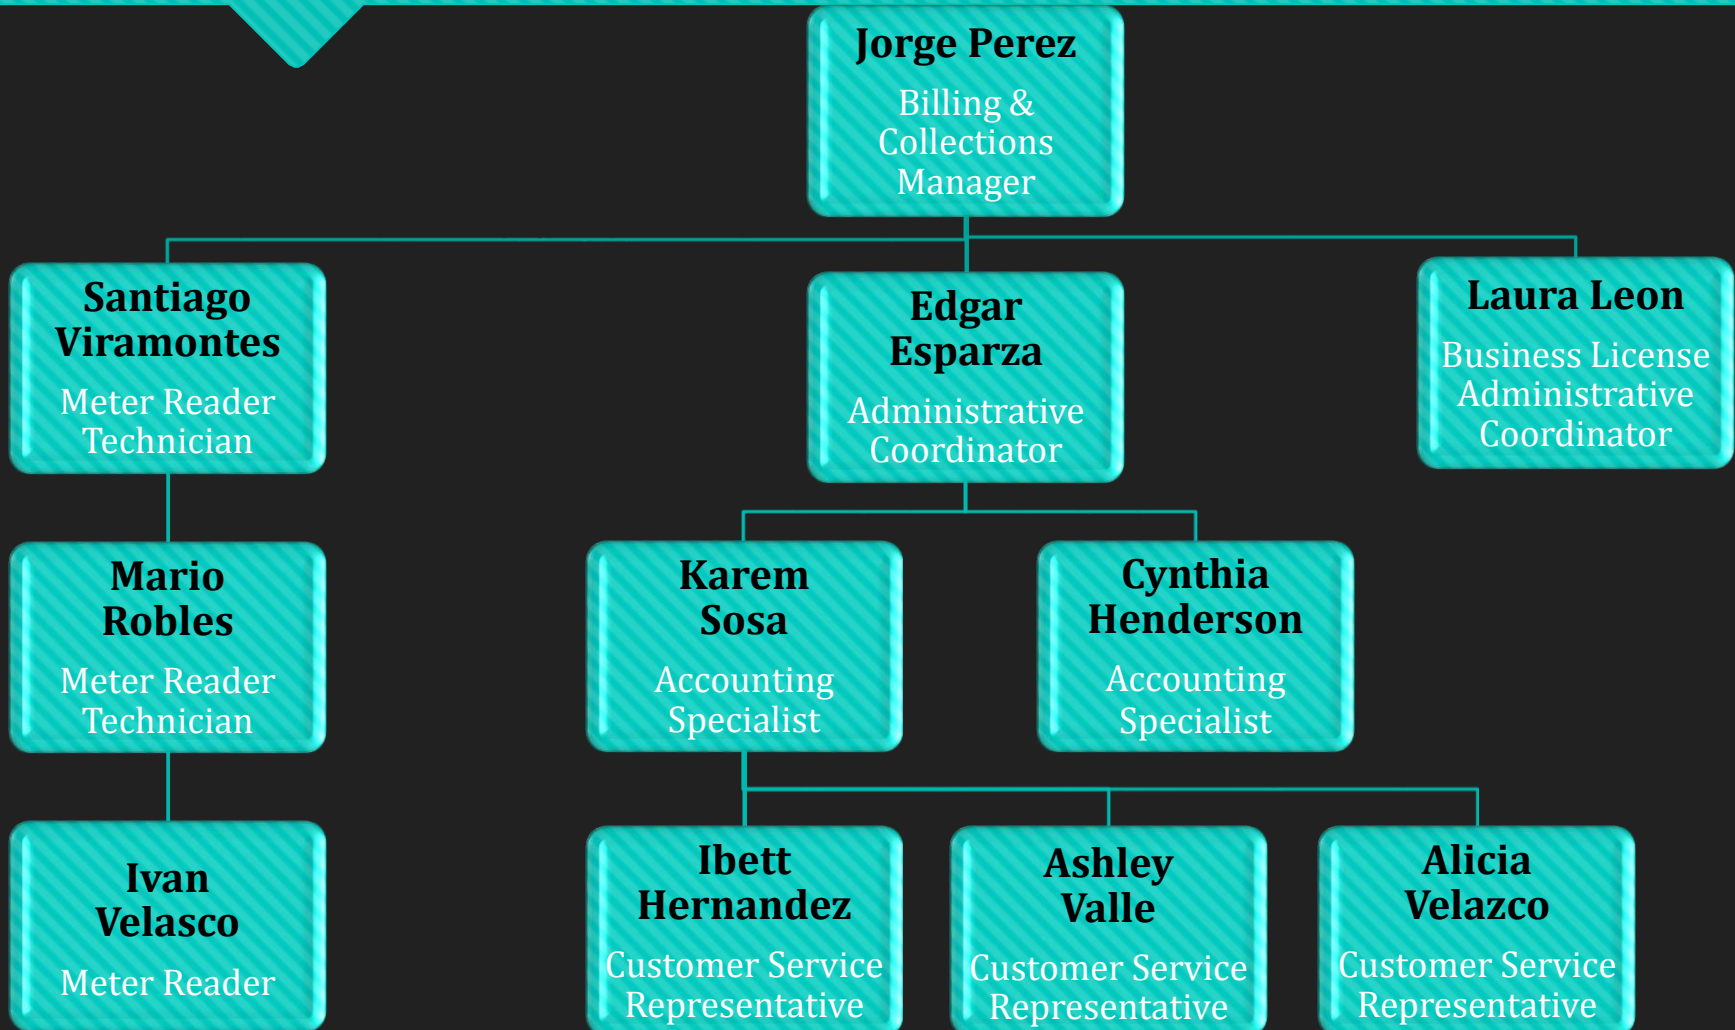 Jorge Perez
Billing &
Collections
Manager
Santiago
Viramontes
Meter Reader
Technician
Edgar
Esparza
Administrative
Coordinator
Laura Leon
Business License
Administrative
Coordinator
Mario
Robles
Meter Reader
Technician
Karem
Sosa
Accounting
Specialist
Cynthia
Henderson
Accounting
Specialist
Ivan
Velasco
Meter Reader
Ibett
Hernandez
Customer Service
Representative
Ashley
Valle
Customer Service
Representative
Alicia
Velazco
Customer Service
Representative